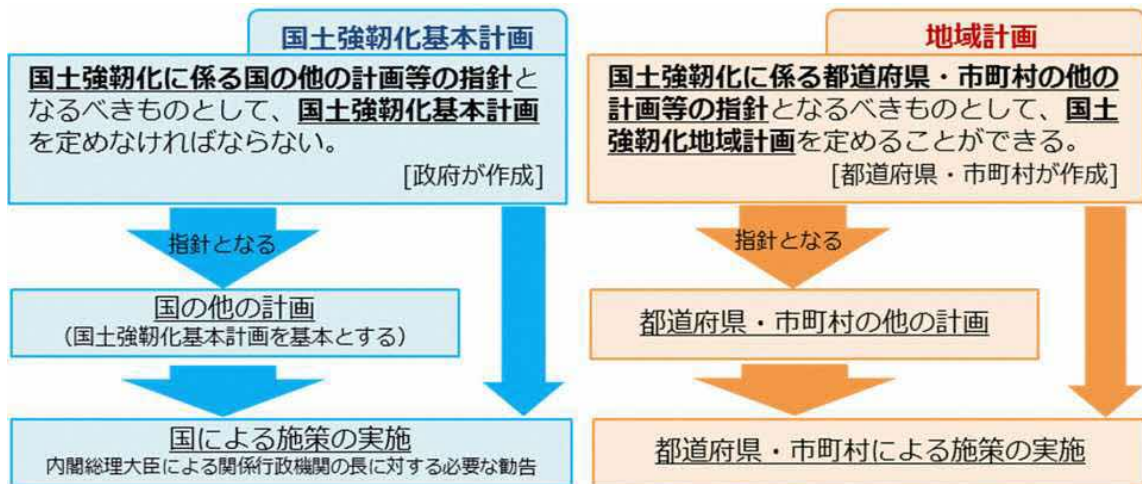 国土強靭化基本計画
国土強靭化に係る国の他の計画等の指針と
なるべきものとして、国土強靭化基本計画
を定めなければならない。
[政府が作成]
指針となる
国の他の計画
（国土強靭化基本計画を基本とする）
国による施策の実施
内閣総理大臣による関係行政機関の長に対する必要な勧告
地域計画
国土強靭化に係る都道府県・市町村の他の
計画等の指針となるべきものとして、国土
強靭化地域計画を定めることができる。
[都道府県・市町村が作成]
指針となる
都道府県・市町村の他の計画
都道府県・市町村による施策の実施